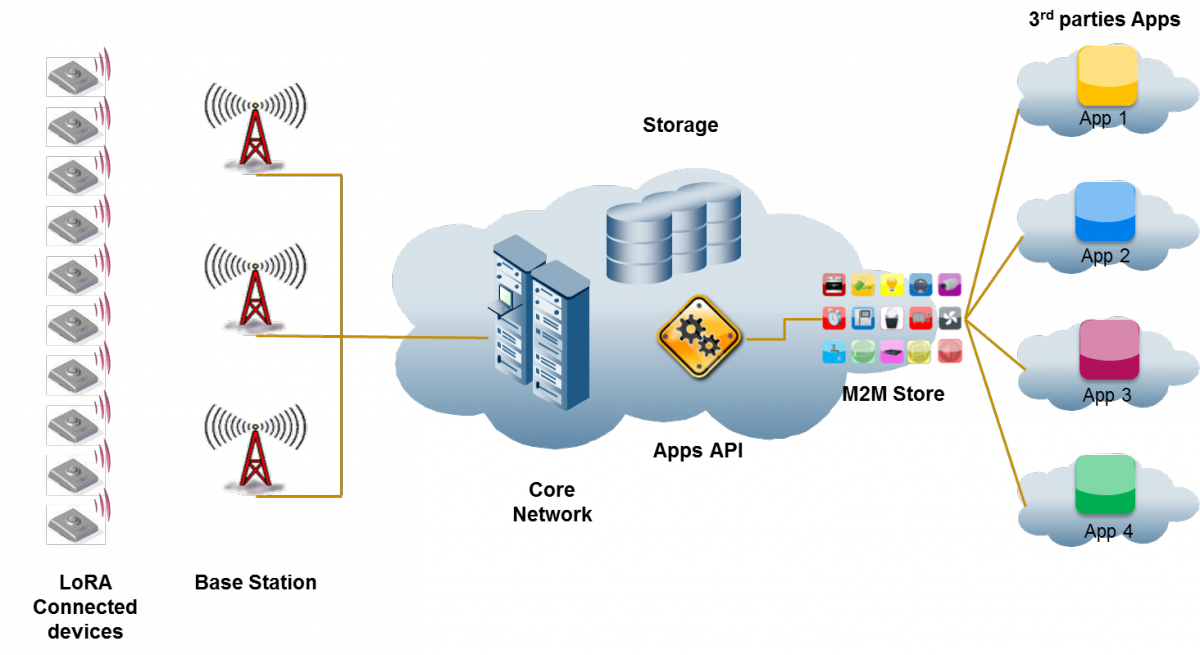 3rd parties Apps
App 1
Storage
App 2
M2M Store
App 3
Apps API
Core
Network
App 4
LoRA
Connected
devices
Base Station